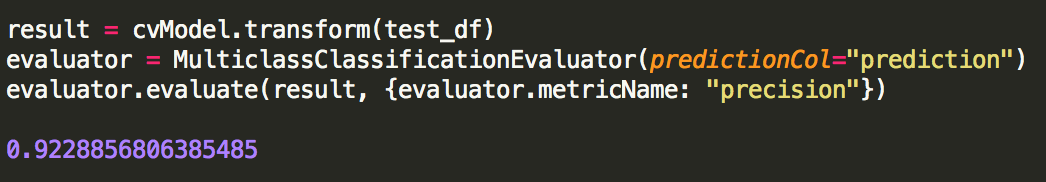 result = cvModel.transform(test_df)
evaluator = MulticlassClassificationEvaluator(predictionCol="prediction")
evaluator.evaluate(result, {evaluator.metricName: "precision"})
0.9228856806385485